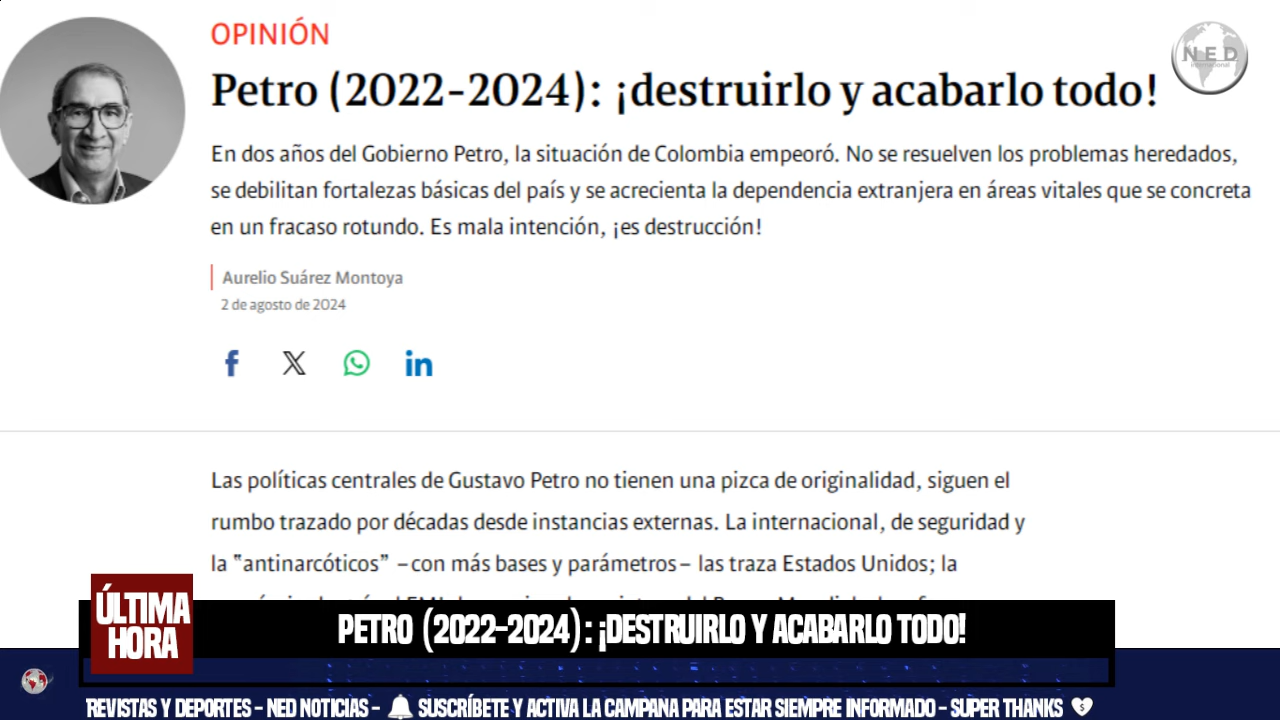 OPINIÓN
NED
international
Petro (2022-2024): ¡destruirlo y acabarlo todo!
En dos años del Gobierno Petro, la situación de Colombia empeoró. No se resuelven los problemas heredados,
se debilitan fortalezas básicas del país y se acrecienta la dependencia extranjera en áreas vitales que se concreta
en un fracaso rotundo. Es mala intención, ¡es destrucción!
Aurelio Suárez Montoya
2 de agosto de 2024
Las políticas centrales de Gustavo Petro no tienen una pizca de originalidad, siguen el
rumbo trazado por décadas desde instancias externas. La internacional, de seguridad y
la "antinarcóticos" –con más bases y parámetros– las traza Estados Unidos; la
ÚLTIMA
HORA
PETRO (2022-2024): ¡DESTRUIRLO Y ACABARLO TODO!
REVISTAS Y DEPORTES - NED NOTICIAS - 🔔 SUSCRÍBETE Y ACTIVA LA CAMPANA PARA ESTAR SIEMPRE INFORMADO - SUPER THANKS